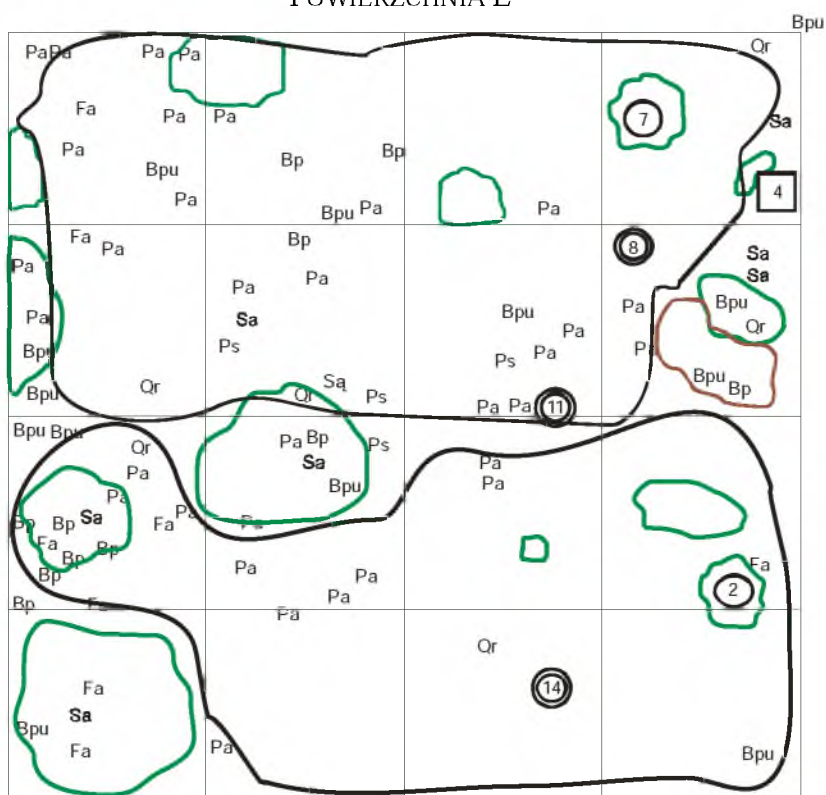 POWIERZCHNIA E
Bpu
PaPa Pa Pa Qr
Fa Pa Pa 7 Sa
Pa Bpu Bp Bp
Pa Bpu Pa Pa 4
Fa Pa Bp 8 Sa
Pa Pa Pa Sa
Pa Sa Bpu Pa Bpu
Bpu Ps Ps Pa Pa Qr
Bpu Qr Qr Sa Ps Pa Pa 11 Bpu Bp
Bpu Bpu Qr Pa Bp Ps
Pa Sa Pa
Pa Bpu Pa
Bp Bp Sa Fa Pa Pa
Fa Bp Bp
Bp Pa Pa Fa
Bp Fa Pa Pa 2
Qr
Fa 14
Sa
Bpu
Fa Pa Bpu